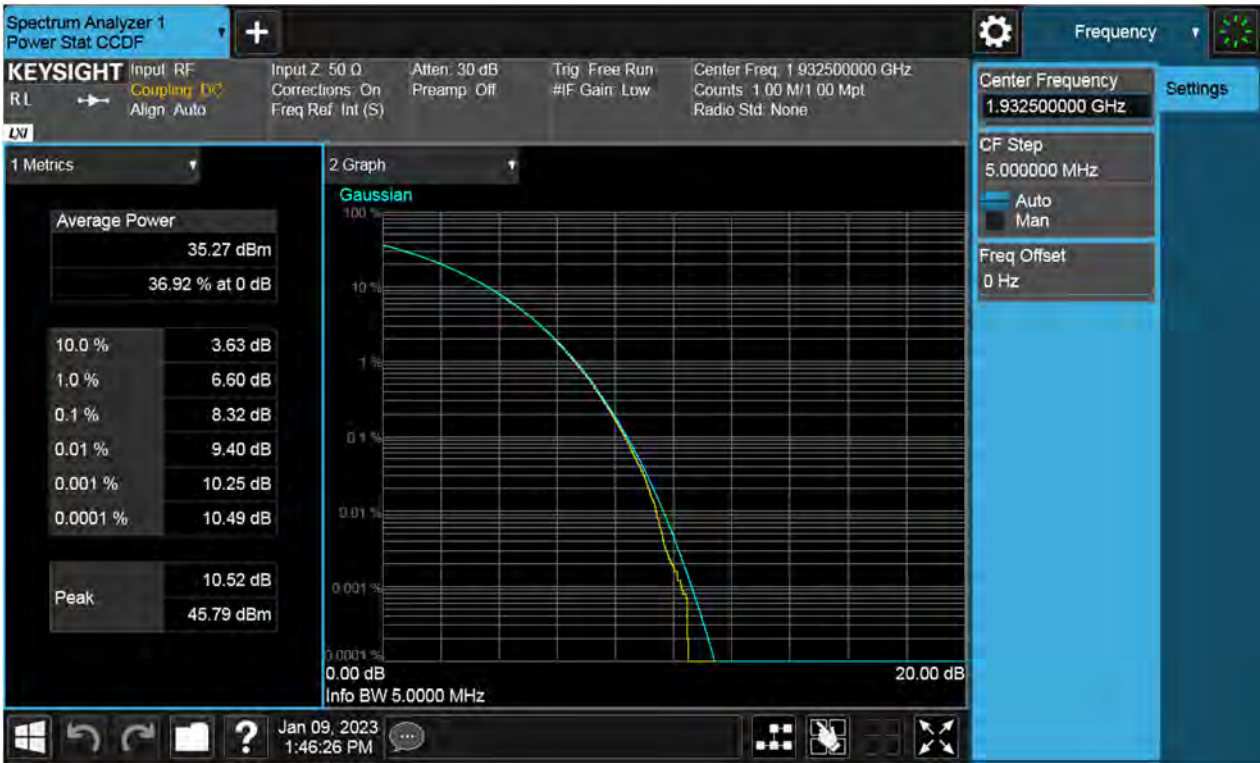 Spectrum Analyzer 1
Power Stat CCDF
+
Frequency
KEYSIGHT
RL
LXI
Input: RF
Coupling: DC
Align: Auto
Input Z: 50 Ω
Corrections: On
Freq Ref: Int (S)
Atten: 30 dB
Preamp: Off
Trig: Free Run
#IF Gain: Low
Center Freq: 1.932500000 GHz
Counts: 1.00 M/1.00 Mpt
Radio Std: None
Center Frequency
1.932500000 GHz
Settings
CF Step
5.000000 MHz
Auto
Man
Freq Offset
0 Hz
1 Metrics
Average Power
35.27 dBm
36.92 % at 0 dB
10.0 % 3.63 dB
1.0 % 6.60 dB
0.1 % 8.32 dB
0.01 % 9.40 dB
0.001 % 10.25 dB
0.0001 % 10.49 dB
Peak
10.52 dB
45.79 dBm
2 Graph
Gaussian
100 %
10 %
1 %
0.1 %
0.01 %
0.001 %
0.0001 %
0.00 dB 20.00 dB
Info BW 5.0000 MHz
?
Jan 09, 2023
1:46:26 PM